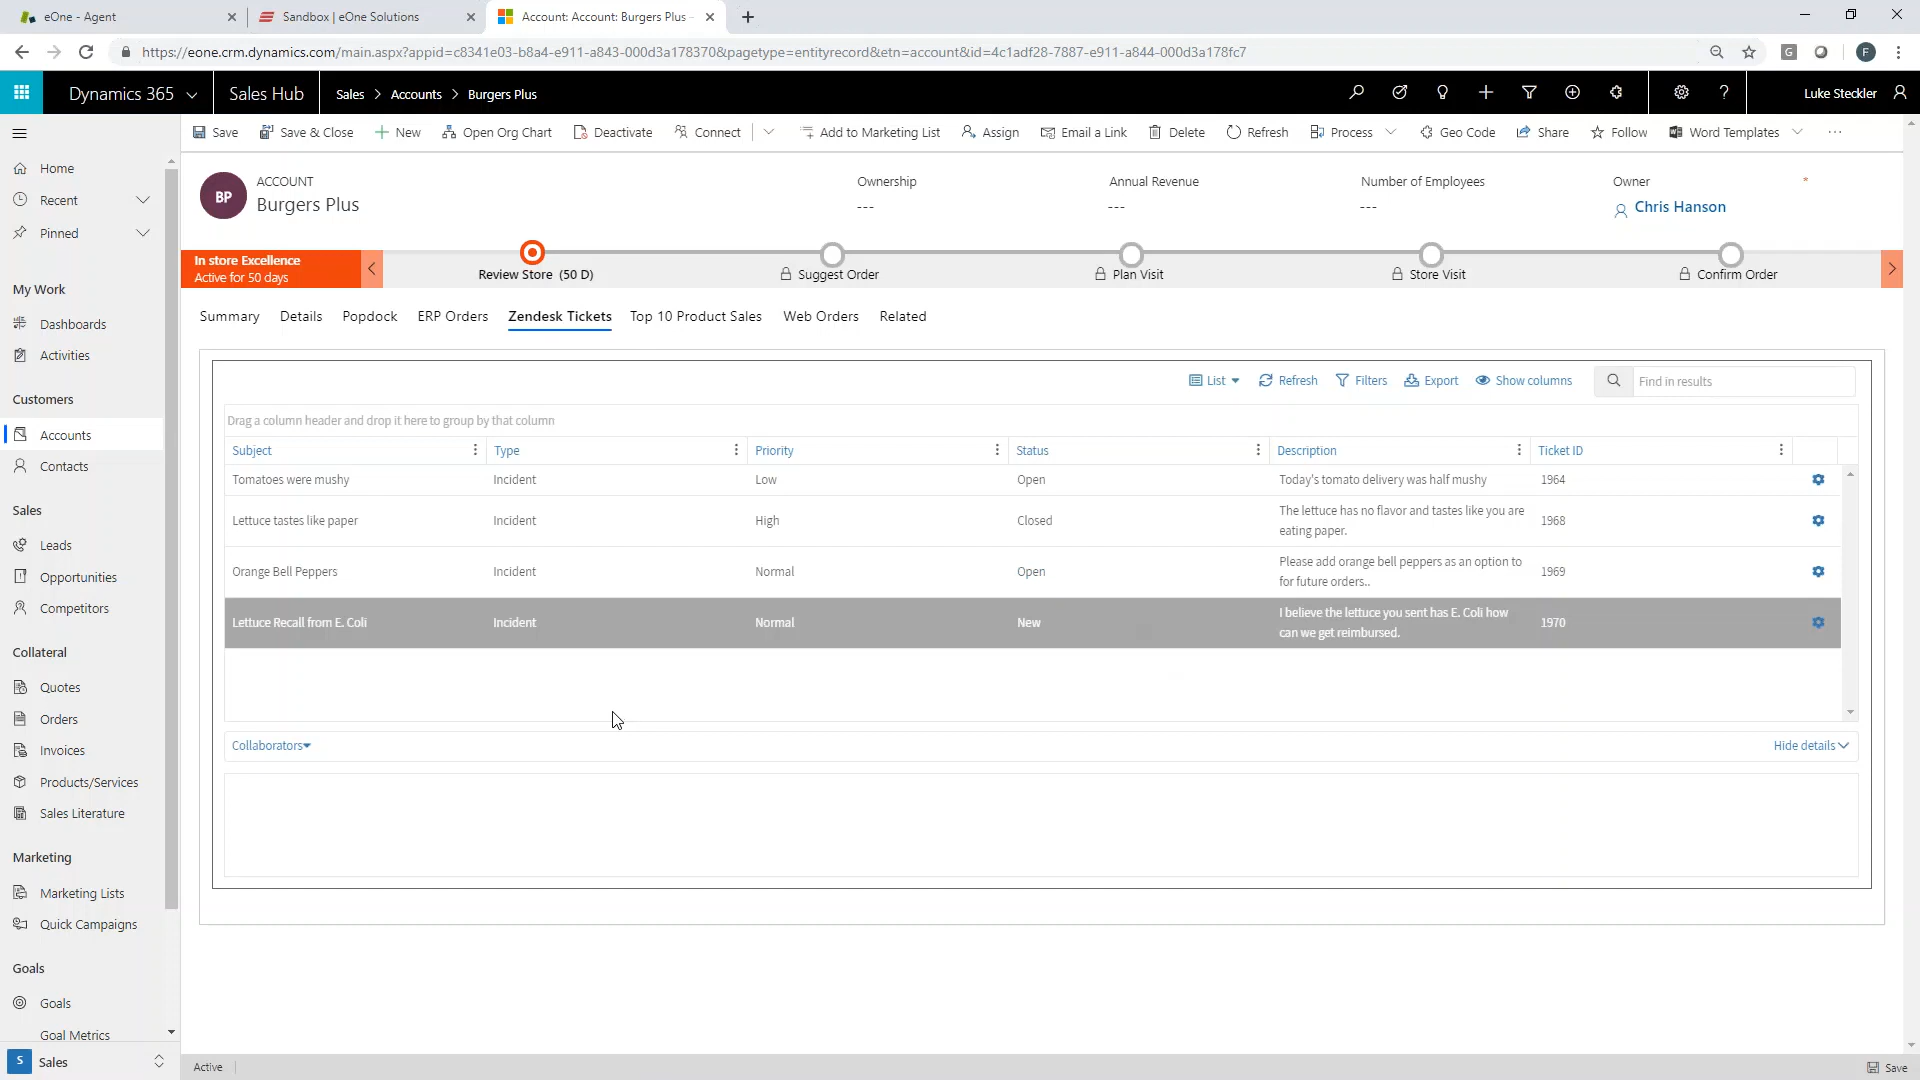 eOne - Agent
Sandbox | eOne Solutions
Account: Account: Burgers Plus -
https://eone.crm.dynamics.com/main.aspx?appid=c8341e03-b8a4-e911-a843-000d3a178370&pagetype=entityrecord&etn=account&id=4c1adf28-7887-e911-a844-000d3a178fc7
G
F
Dynamics 365
Sales Hub
Sales > Accounts > Burgers Plus
?
Luke Steckler
Save
Save & Close
New
Open Org Chart
Deactivate
Connect
Add to Marketing List
Assign
Email a Link
Delete
Refresh
Process
Geo Code
Share
Follow
Word Templates
Home
Recent
Pinned
My Work
Dashboards
Activities
Customers
Accounts
Contacts
Sales
Leads
Opportunities
Competitors
Collateral
Quotes
Orders
Invoices
Products/Services
Sales Literature
Marketing
Marketing Lists
Quick Campaigns
Goals
Goals
Goal Metrics
S Sales
BP
ACCOUNT
Burgers Plus
Ownership
---
Annual Revenue
---
Number of Employees
---
Owner *
Chris Hanson
In store Excellence
Active for 50 days
Review Store (50 D)
Suggest Order
Plan Visit
Store Visit
Confirm Order
Summary Details Popdock ERP Orders Zendesk Tickets Top 10 Product Sales Web Orders Related
List Refresh Filters Export Show columns Find in results
Drag a column header and drop it here to group by that column
Subject Type Priority Status Description Ticket ID
Tomatoes were mushy Incident Low Open Today's tomato delivery was half mushy 1964
Lettuce tastes like paper Incident High Closed The lettuce has no flavor and tastes like you are
eating paper. 1968
Orange Bell Peppers Incident Normal Open Please add orange bell peppers as an option to
for future orders.. 1969
Lettuce Recall from E. Coli Incident Normal New I believe the lettuce you sent has E. Coli how
can we get reimbursed. 1970
Collaborators
Hide details
Active
Save